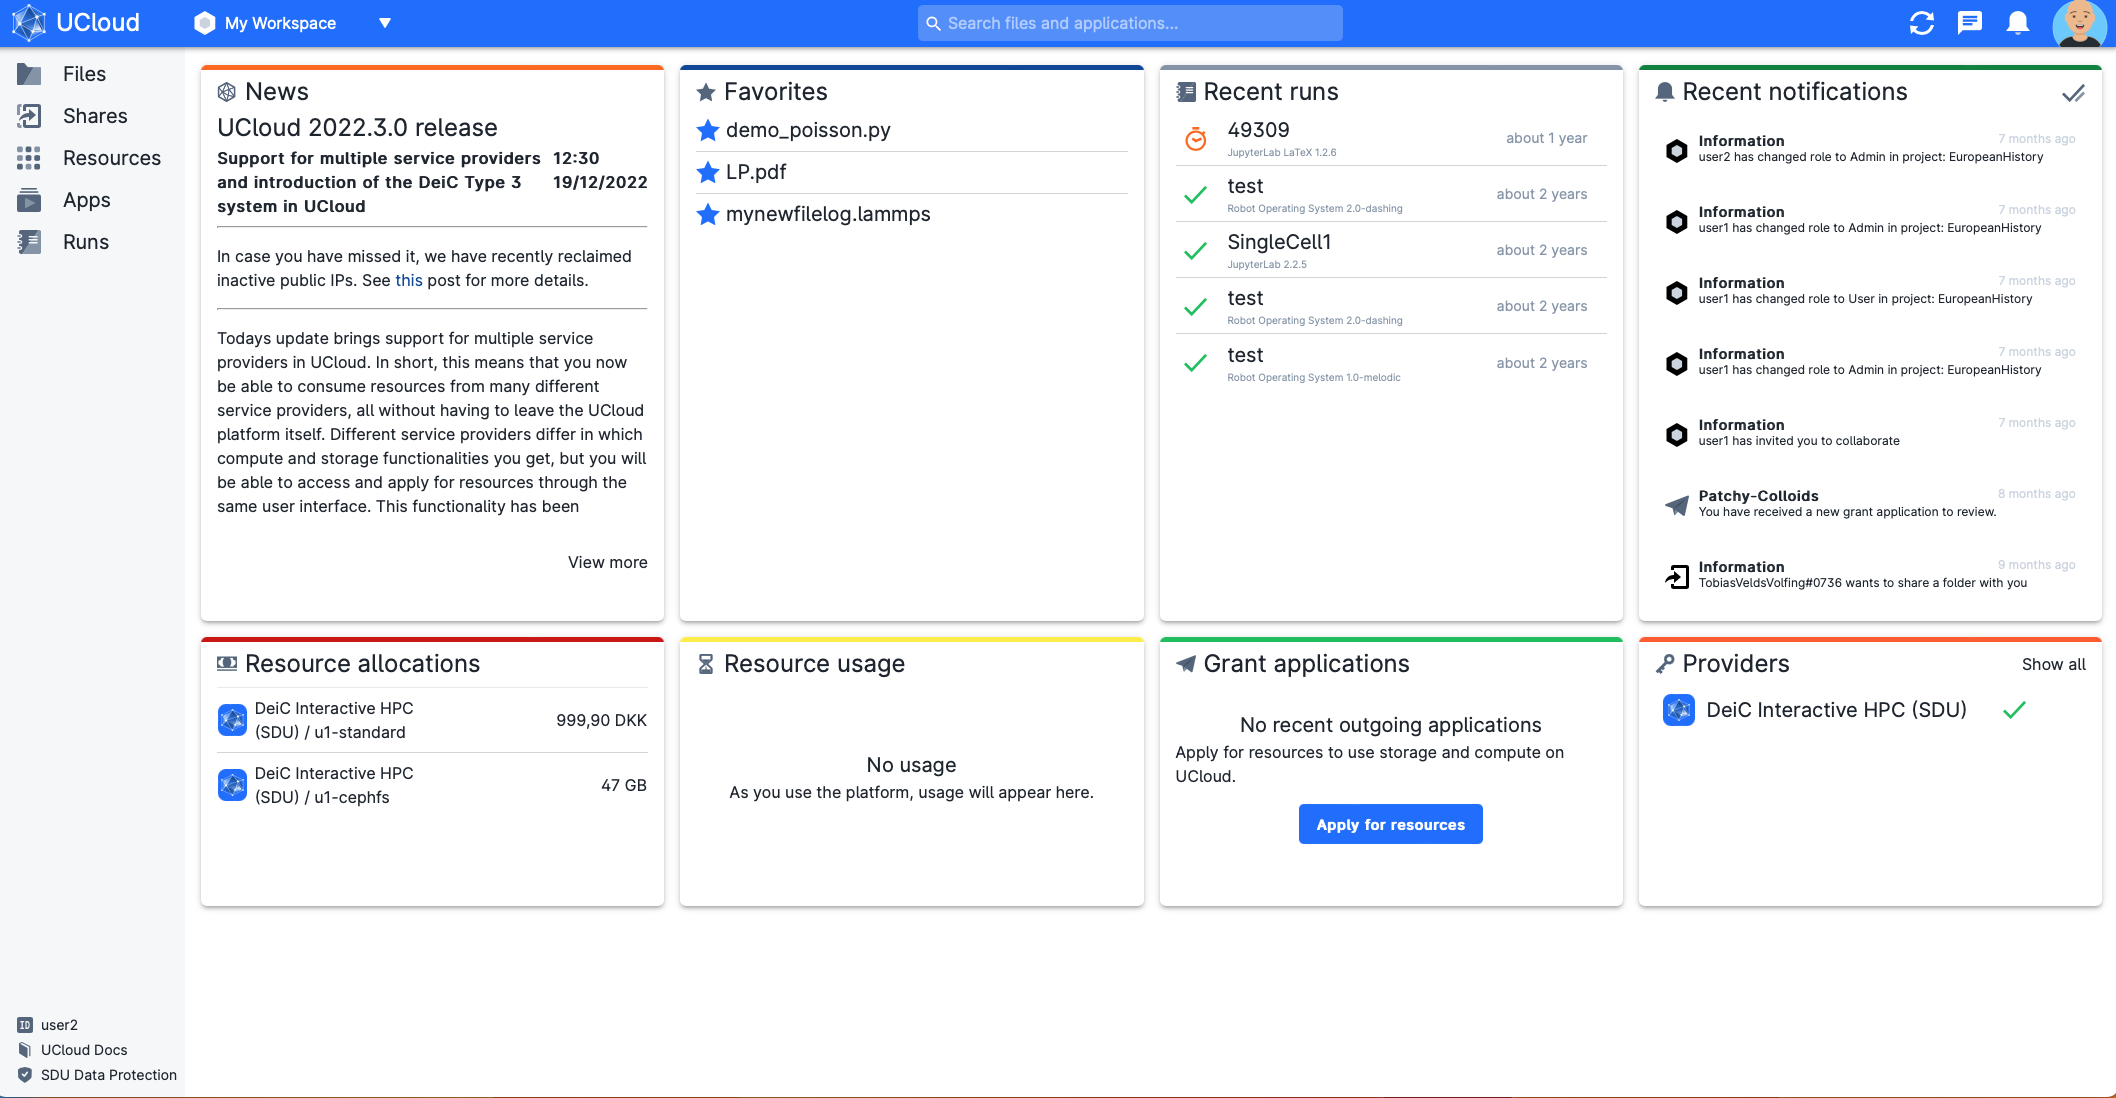 UCloud
My Workspace
Search files and applications...
Files
Shares
Resources
Apps
Runs
News
UCloud 2022.3.0 release
Support for multiple service providers 12:30
and introduction of the DeiC Type 3 19/12/2022
system in UCloud
In case you have missed it, we have recently reclaimed
inactive public IPs. See this post for more details.
Todays update brings support for multiple service
providers in UCloud. In short, this means that you now
be able to consume resources from many different
service providers, all without having to leave the UCloud
platform itself. Different service providers differ in which
compute and storage functionalities you get, but you will
be able to access and apply for resources through the
same user interface. This functionality has been
View more
Favorites
demo_poisson.py
LP.pdf
mynewfilelog.lammps
Recent runs
49309
JupyterLab LaTeX 1.2.6
about 1 year
test
Robot Operating System 2.0-dashing
about 2 years
SingleCell1
JupyterLab 2.2.5
about 2 years
test
Robot Operating System 2.0-dashing
about 2 years
test
Robot Operating System 1.0-melodic
about 2 years
Recent notifications
Information 7 months ago
user2 has changed role to Admin in project: EuropeanHistory
Information 7 months ago
user1 has changed role to Admin in project: EuropeanHistory
Information 7 months ago
user1 has changed role to User in project: EuropeanHistory
Information 7 months ago
user1 has changed role to Admin in project: EuropeanHistory
Information 7 months ago
user1 has invited you to collaborate
Patchy-Colloids 8 months ago
You have received a new grant application to review.
Information 9 months ago
TobiasVeldsVolfing#0736 wants to share a folder with you
Resource allocations
DeiC Interactive HPC
(SDU) / u1-standard
999,90 DKK
DeiC Interactive HPC
(SDU) / u1-cephfs
47 GB
Resource usage
No usage
As you use the platform, usage will appear here.
Grant applications
No recent outgoing applications
Apply for resources to use storage and compute on
UCloud.
Apply for resources
Providers
Show all
DeiC Interactive HPC (SDU)
ID user2
UCloud Docs
SDU Data Protection